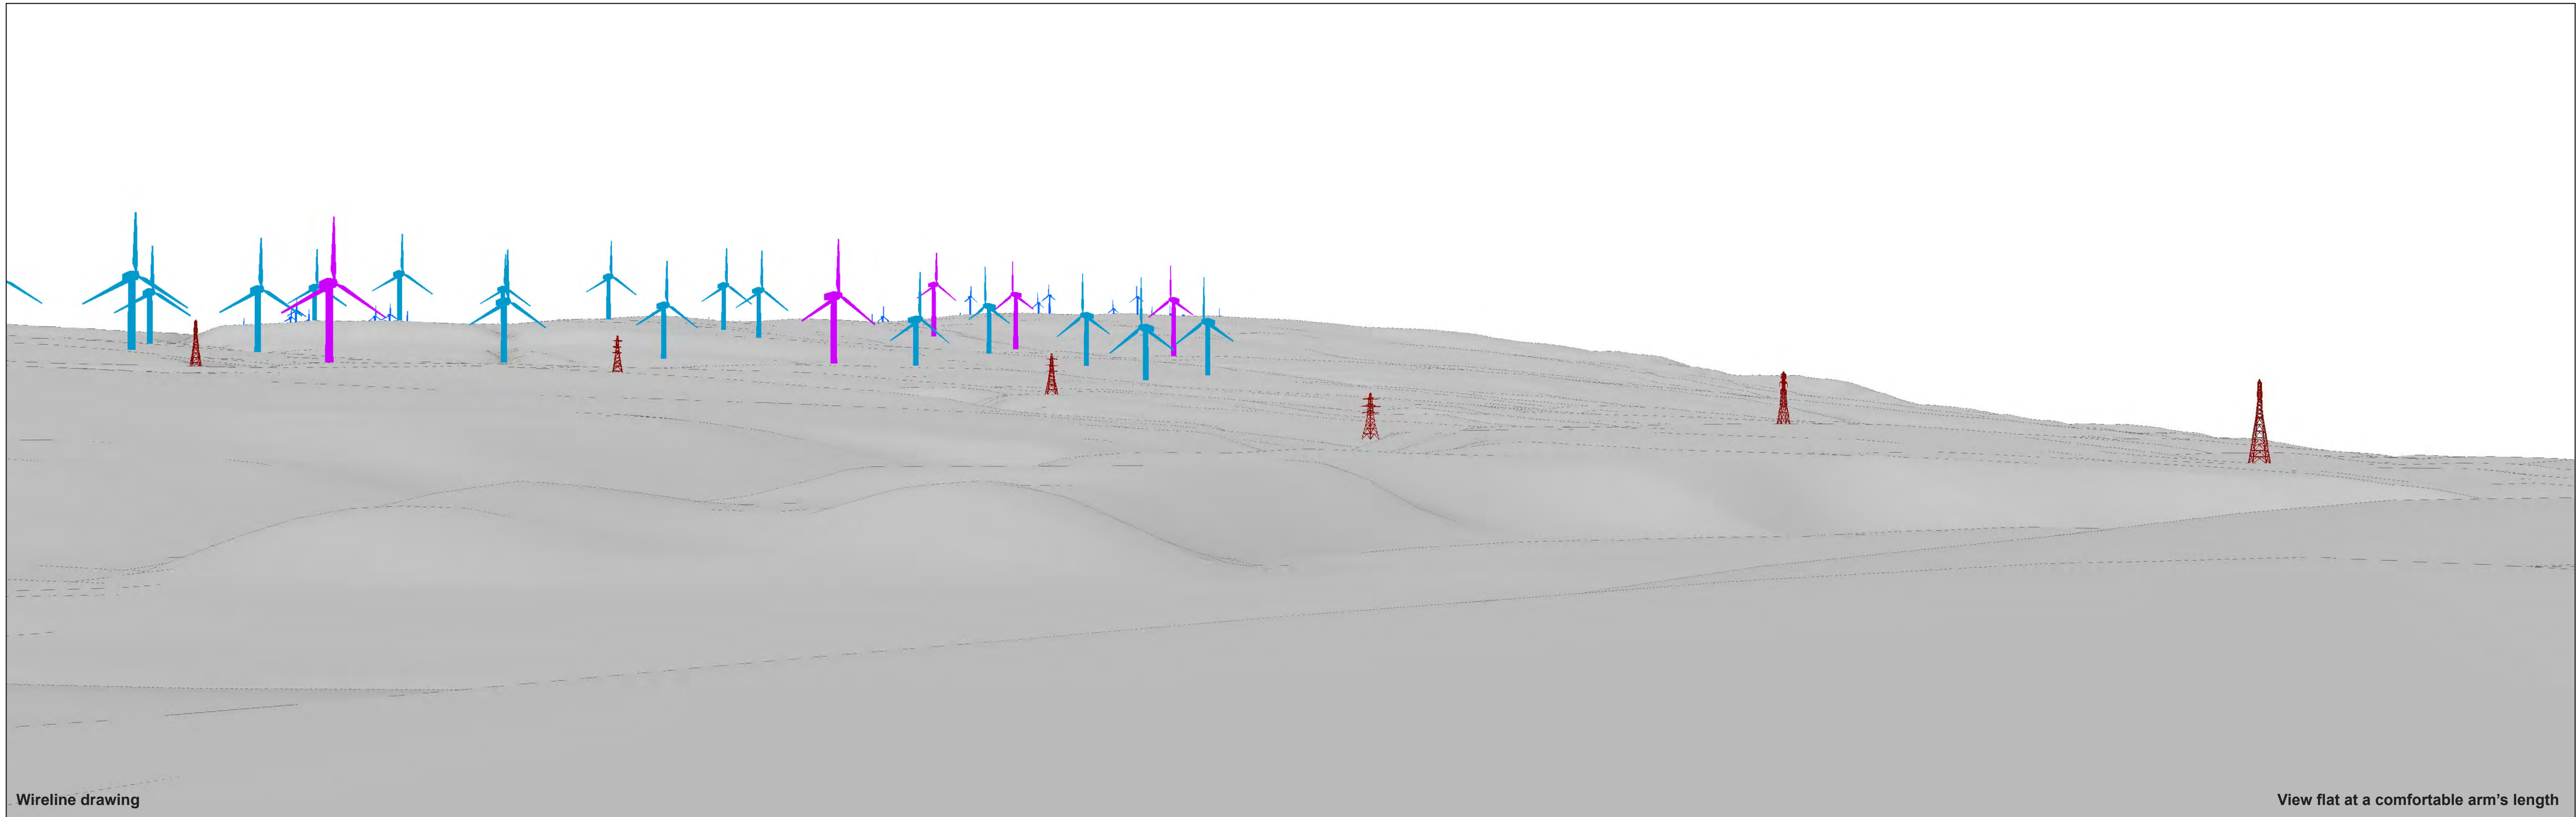 Wireline drawing
View flat at a comfortable arm's length